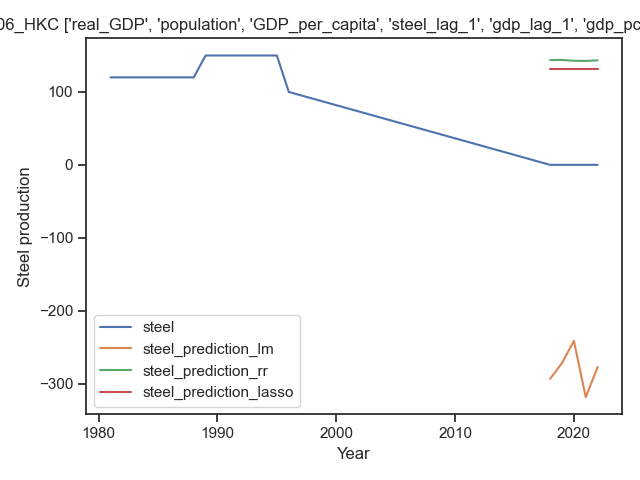 06_HKC ['real_GDP', 'population', 'GDP_per_capita', 'steel_lag_1', 'gdp_lag_1', 'gdp_pc
Steel production
100
0
−100
−200
−300
steel
steel_prediction_lm
steel_prediction_rr
steel_prediction_lasso
1980 1990 2000 2010 2020
Year